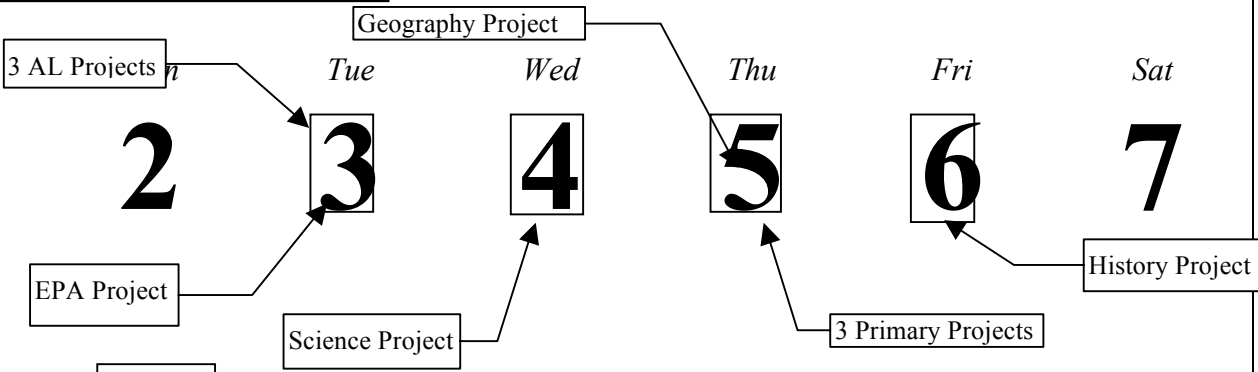 Geography Project
3 AL Projects
n Tue Wed Thu Fri Sat
2 3 4 5 6 7
EPA Project
History Project
3 Primary Projects
Science Project